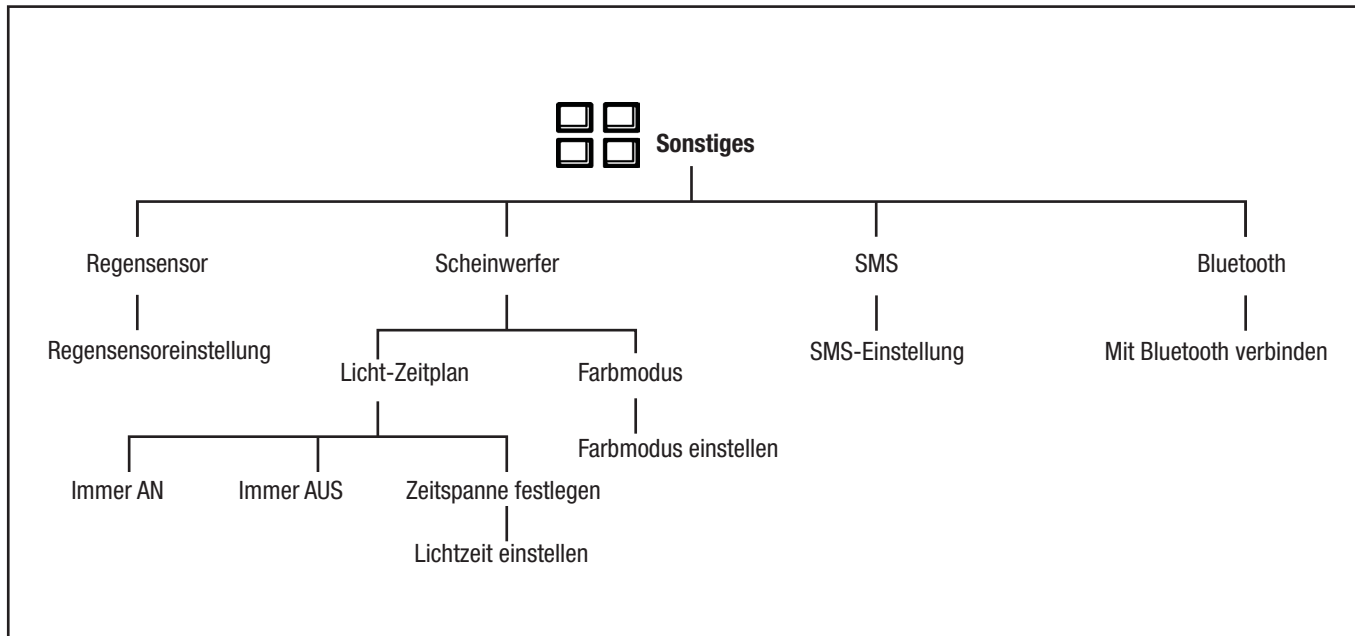 Sonstiges
Regensensor
Scheinwerfer
SMS
Bluetooth
Regensensoreinstellung
SMS-Einstellung
Mit Bluetooth verbinden
Licht-Zeitplan
Farbmodus
Farbmodus einstellen
Immer AN
Immer AUS
Zeitspanne festlegen
Lichtzeit einstellen